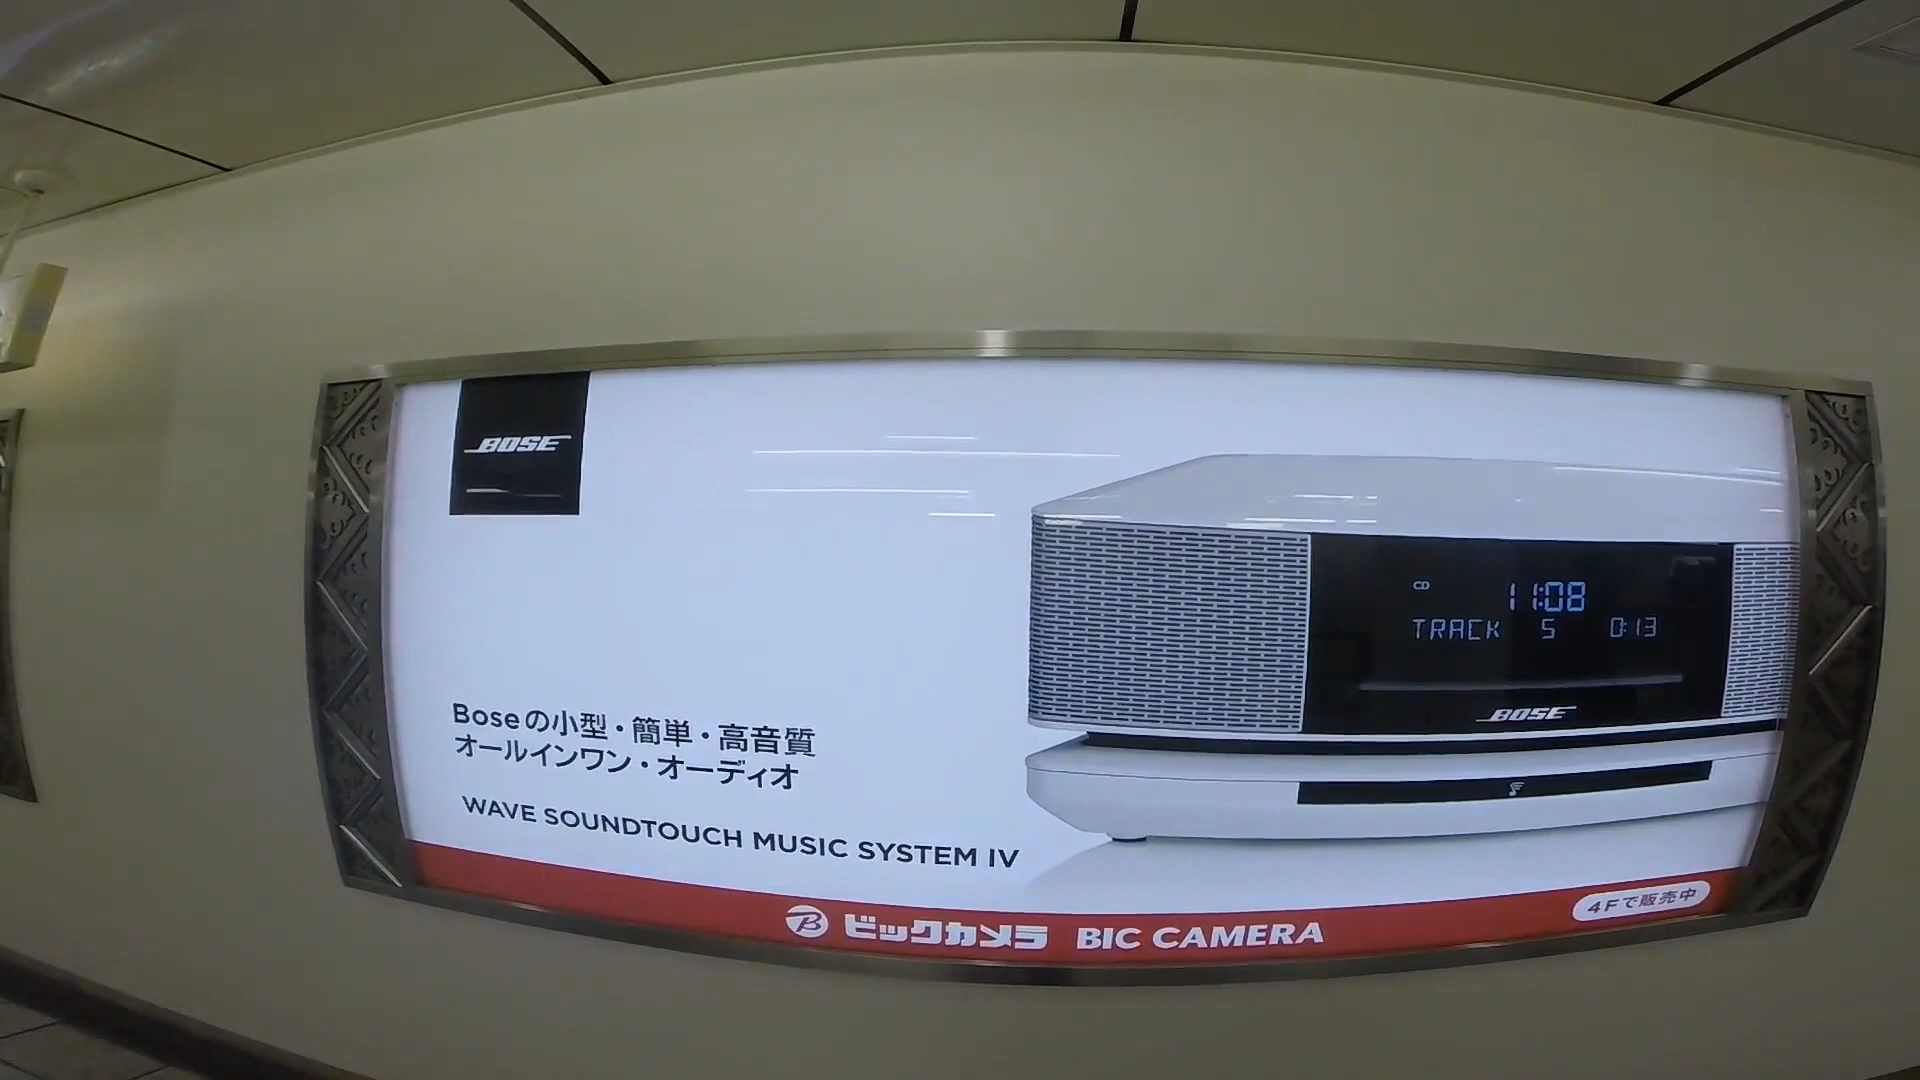 BOSE
CD
11:08
TRACK 5 0:13
BOSE
Boseの小型・簡単・高音質
オールインワン・オーディオ
WAVE SOUNDTOUCH MUSIC SYSTEM IV
B ビックカメラ BIC CAMERA
4Fで販売中